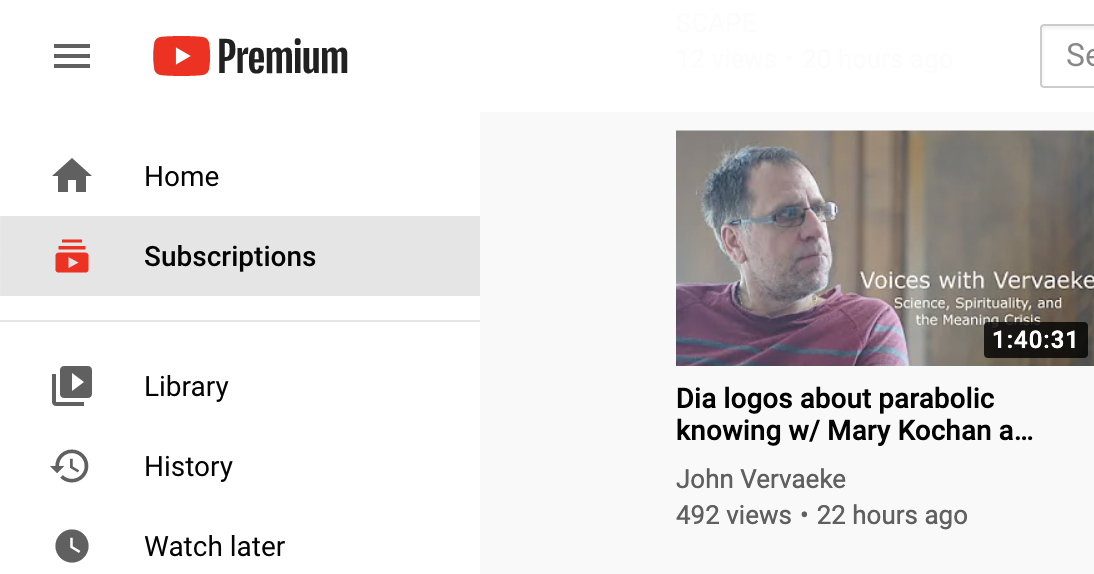 Premium
SCAPE
12 views • 20 hours ago
Se
Home
Subscriptions
Library
History
Watch later
Voices with Vervaeke
Science, Spirituality, and
the Meaning Crisis
1:40:31
Dia logos about parabolic
knowing w/ Mary Kochan a...
John Vervaeke
492 views • 22 hours ago